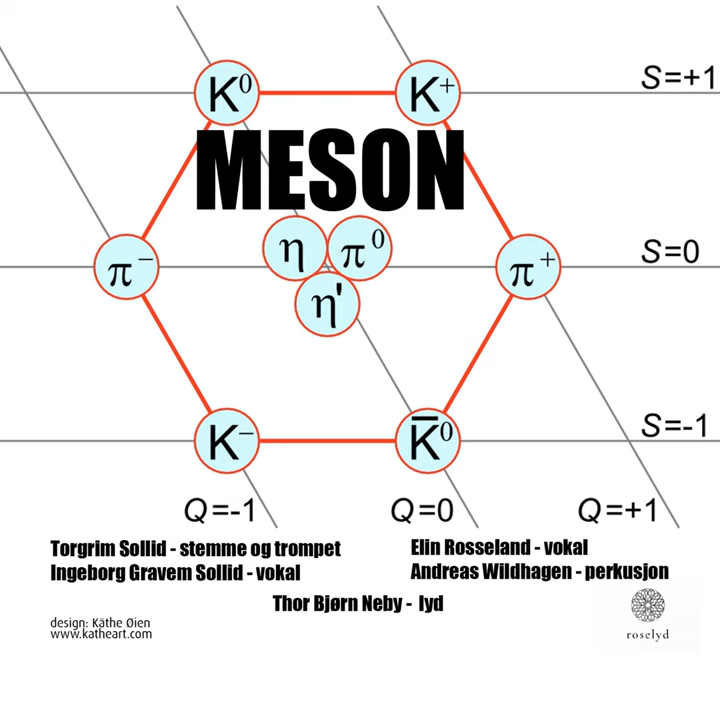 K⁰ K⁺ S=+1
MESON
η π⁰
π⁻ π⁺ S=0
η'
K⁻ K̅⁰ S=-1
Q=-1 Q=0 Q=+1
Torgrim Sollid - stemme og trompet
Ingeborg Gravem Sollid - vokal
Elin Rosseland - vokal
Andreas Wildhagen - perkusjon
Thor Bjørn Neby - lyd
design: Käthe Øien
www.katheart.com
roselyd